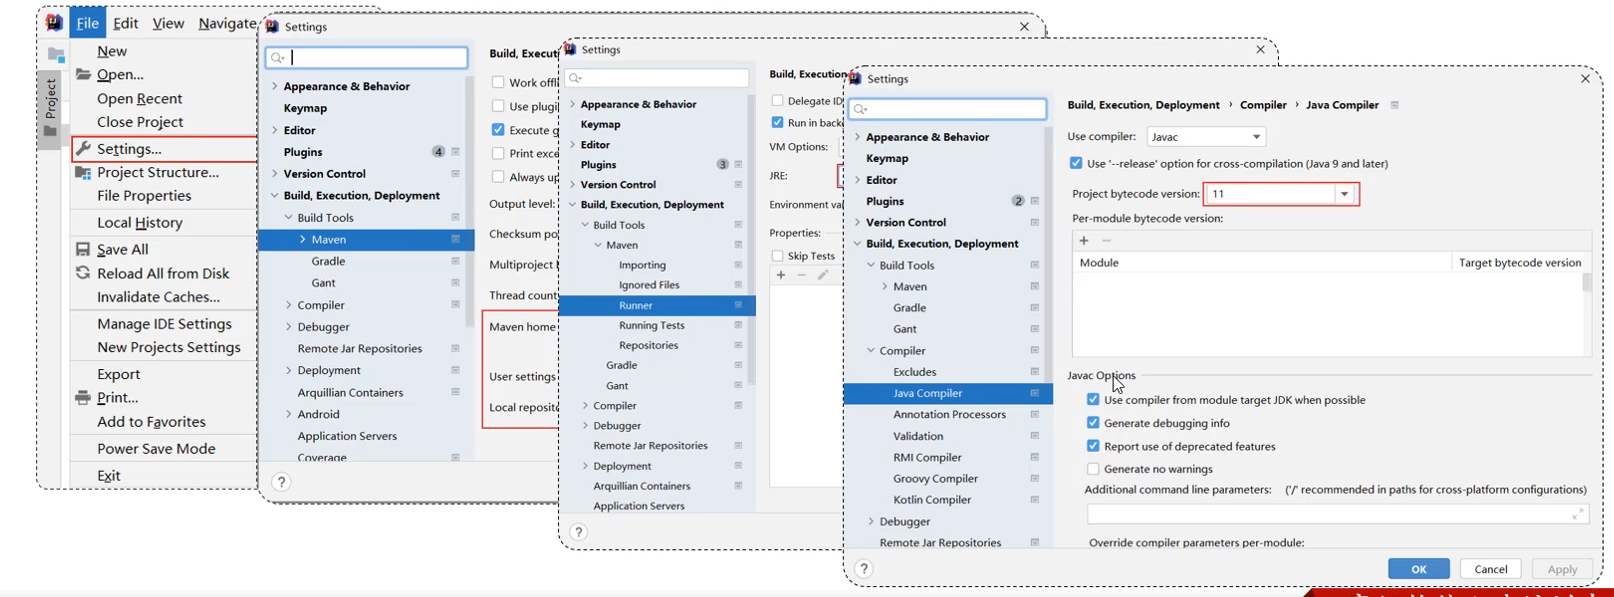 File Edit View Navigate
Project
New
Open...
Open Recent
Close Project
Settings...
Project Structure...
File Properties
Local History
Save All
Reload All from Disk
Invalidate Caches...
Manage IDE Settings
New Projects Settings
Export
Print...
Add to Favorites
Power Save Mode
Exit
Settings
Appearance & Behavior
Keymap
Editor
Plugins 4
Version Control
Build, Execution, Deployment
Build Tools
Maven
Gradle
Gant
Compiler
Debugger
Remote Jar Repositories
Deployment
Arquillian Containers
Android
Application Servers
Coverage
?
Build, Execut
Work offl
Use plugi
Execute g
Print exce
Always up
Output level:
Checksum po
Multiproject b
Thread count
Maven home
User settings
Local reposito
Settings
Appearance & Behavior
Keymap
Editor
Plugins 3
Version Control
Build, Execution, Deployment
Build Tools
Maven
Importing
Ignored Files
Runner
Running Tests
Repositories
Gradle
Gant
Compiler
Debugger
Remote Jar Repositories
Deployment
Arquillian Containers
Application Servers
?
Build, Execution
Delegate ID
Run in back
VM Options:
JRE:
Environment va
Properties:
Skip Tests
Settings
Appearance & Behavior
Keymap
Editor
Plugins 2
Version Control
Build, Execution, Deployment
Build Tools
Maven
Gradle
Gant
Compiler
Excludes
Java Compiler
Annotation Processors
Validation
RMI Compiler
Groovy Compiler
Kotlin Compiler
Debugger
Remote Jar Repositories
?
Build, Execution, Deployment › Compiler › Java Compiler
Use compiler: Javac
Use '--release' option for cross-compilation (Java 9 and later)
Project bytecode version: 11
Per-module bytecode version:
Module Target bytecode version
Javac Options
Use compiler from module target JDK when possible
Generate debugging info
Report use of deprecated features
Generate no warnings
Additional command line parameters: ('/' recommended in paths for cross-platform configurations)
Override compiler parameters per-module:
OK Cancel Apply